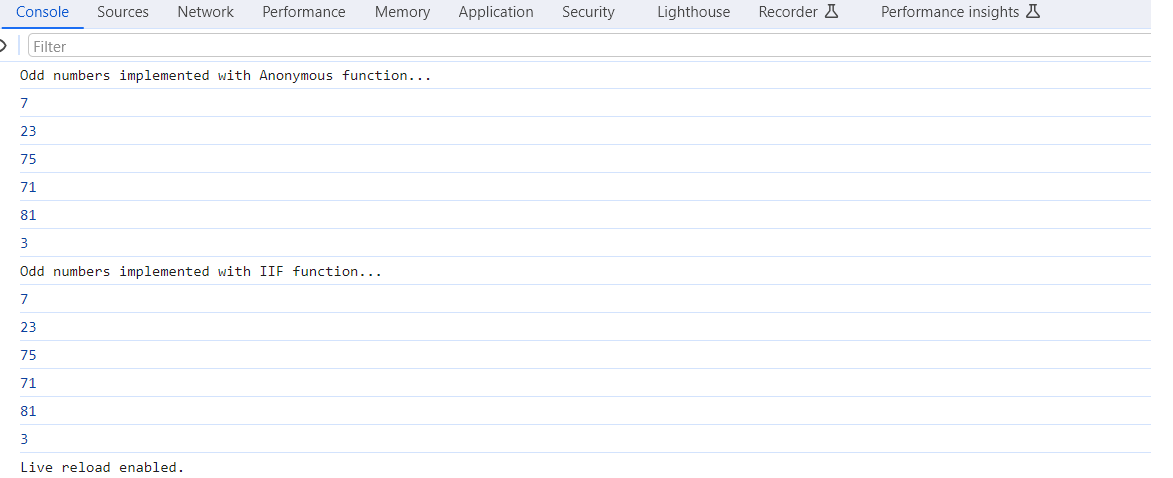 Console Sources Network Performance Memory Application Security Lighthouse Recorder Performance insights
Filter
Odd numbers implemented with Anonymous function...
7
23
75
71
81
3
Odd numbers implemented with IIF function...
7
23
75
71
81
3
Live reload enabled.